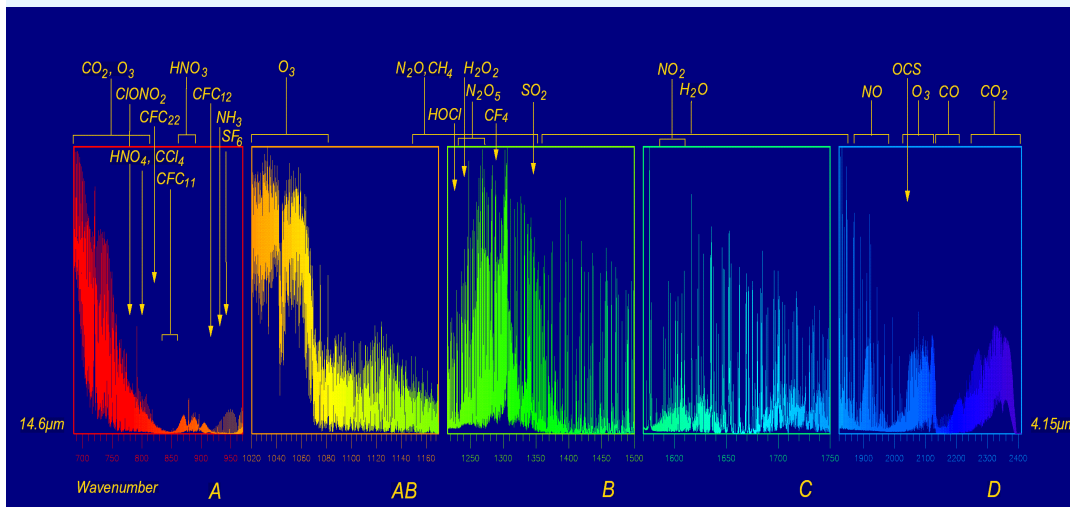 CO2, O3 HNO3 O3 N2O,CH4 H2O2 NO2 OCS
ClONO2 CFC12 HOCl N2O5 SO2 H2O NO O3 CO CO2
CFC22 NH3 CF4
SF6
HNO4, CCl4
CFC11
14.6µm 4.15µm
700 800 850 900 950 1020 1040 1060 1080 1100 1120 1140 1160 1250 1300 1350 1400 1450 1500 1600 1650 1700 1750 1900 2000 2100 2200 2300 2400
Wavenumber A AB B C D